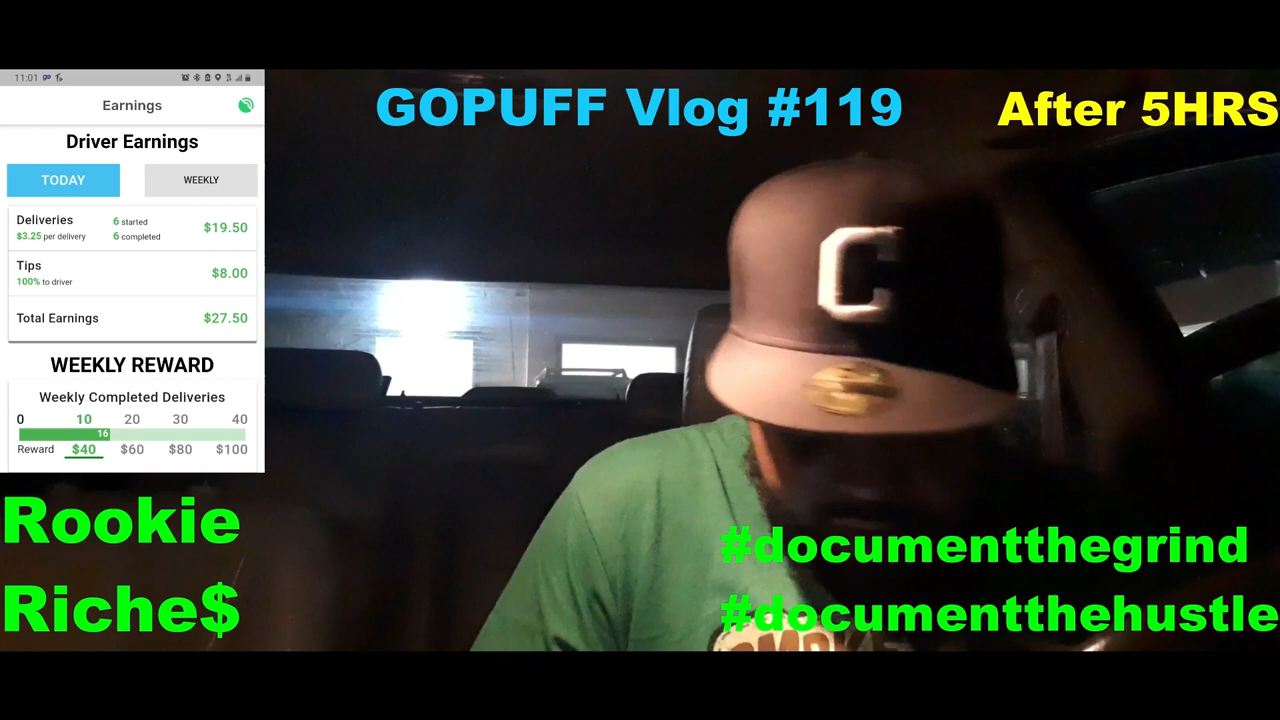 11:01
Earnings
Driver Earnings
TODAY
WEEKLY
Deliveries
6 started
$19.50
$3.25 per delivery
6 completed
Tips
$8.00
100% to driver
Total Earnings
$27.50
WEEKLY REWARD
Weekly Completed Deliveries
0 10 20 30 40
16
Reward $40 $60 $80 $100
GOPUFF Vlog #119
After 5HRS
C
Rookie
Riche$
#documentthegrind
#documentthehustle